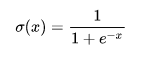 σ(x) = 1 / (1 + e^{-x})